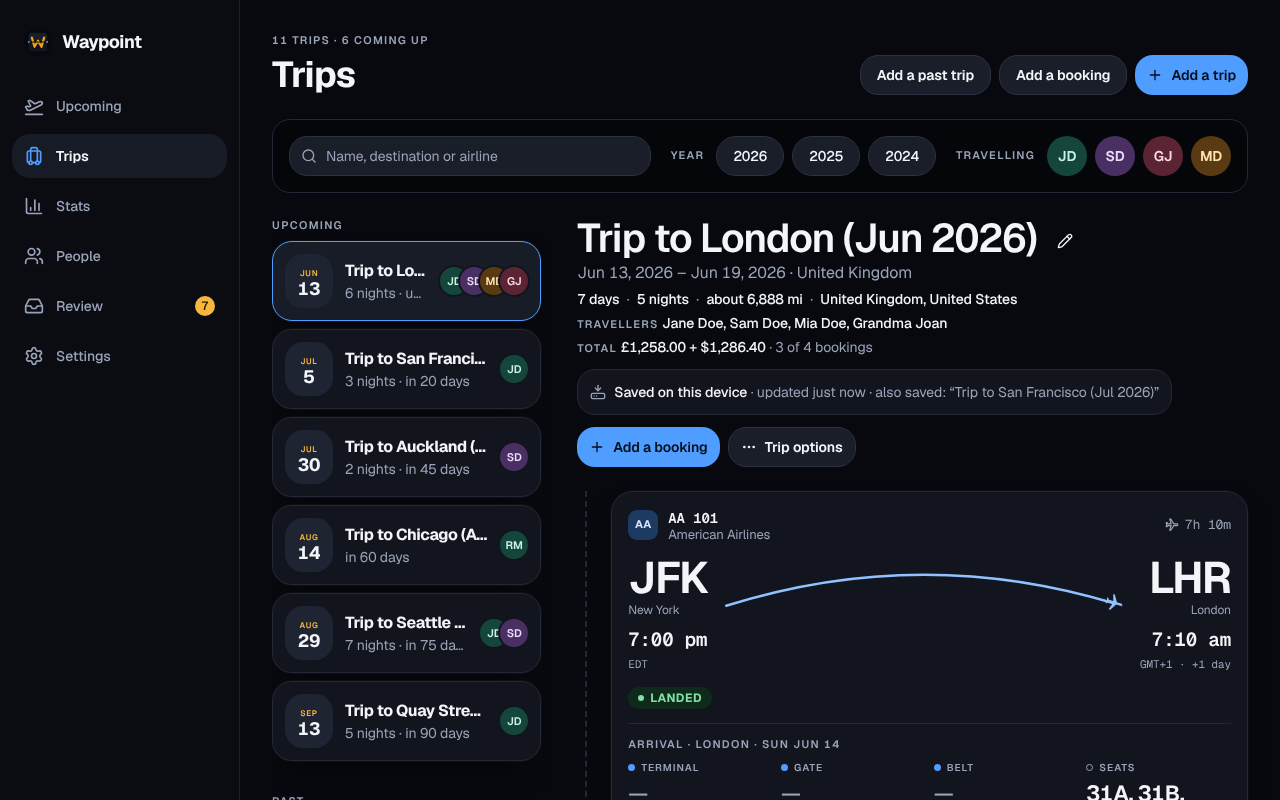 Waypoint
Upcoming
Trips
Stats
People
Review 7
Settings
11 TRIPS · 6 COMING UP
Trips
Add a past trip
Add a booking
Add a trip
Name, destination or airline
YEAR 2026 2025 2024
TRAVELLING JD SD GJ MD
UPCOMING
JUN 13
Trip to Lo...
6 nights · u...
SD GJ
JUL 5
Trip to San Franci...
3 nights · in 20 days
JD
JUL 30
Trip to Auckland (...
2 nights · in 45 days
SD
AUG 14
Trip to Chicago (A...
in 60 days
RM
AUG 29
Trip to Seattle ...
7 nights · in 75 da...
SD
SEP 13
Trip to Quay Stre...
5 nights · in 90 days
JD
Trip to London (Jun 2026)
Jun 13, 2026 – Jun 19, 2026 · United Kingdom
7 days · 5 nights · about 6,888 mi · United Kingdom, United States
TRAVELLERS Jane Doe, Sam Doe, Mia Doe, Grandma Joan
TOTAL £1,258.00 + $1,286.40 · 3 of 4 bookings
Saved on this device · updated just now · also saved: “Trip to San Francisco (Jul 2026)”
Add a booking
Trip options
AA
AA 101
American Airlines
7h 10m
JFK
New York
7:00 pm
EDT
LHR
London
7:10 am
GMT+1 · +1 day
LANDED
ARRIVAL · LONDON · SUN JUN 14
TERMINAL GATE BELT SEATS
— — — 31A, 31B,